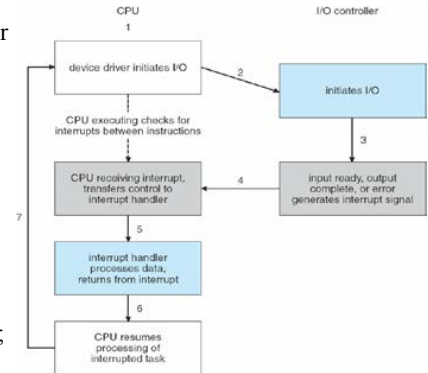 CPU
I/O controller
1
r
device driver initiates I/O
2
initiates I/O
CPU executing checks for
interrupts between instructions
3
CPU receiving interrupt,
transfers control to
interrupt handler
4
input ready, output
complete, or error
generates interrupt signal
7
5
interrupt handler
processes data,
returns from interrupt
6
;
CPU resumes
processing of
interrupted task